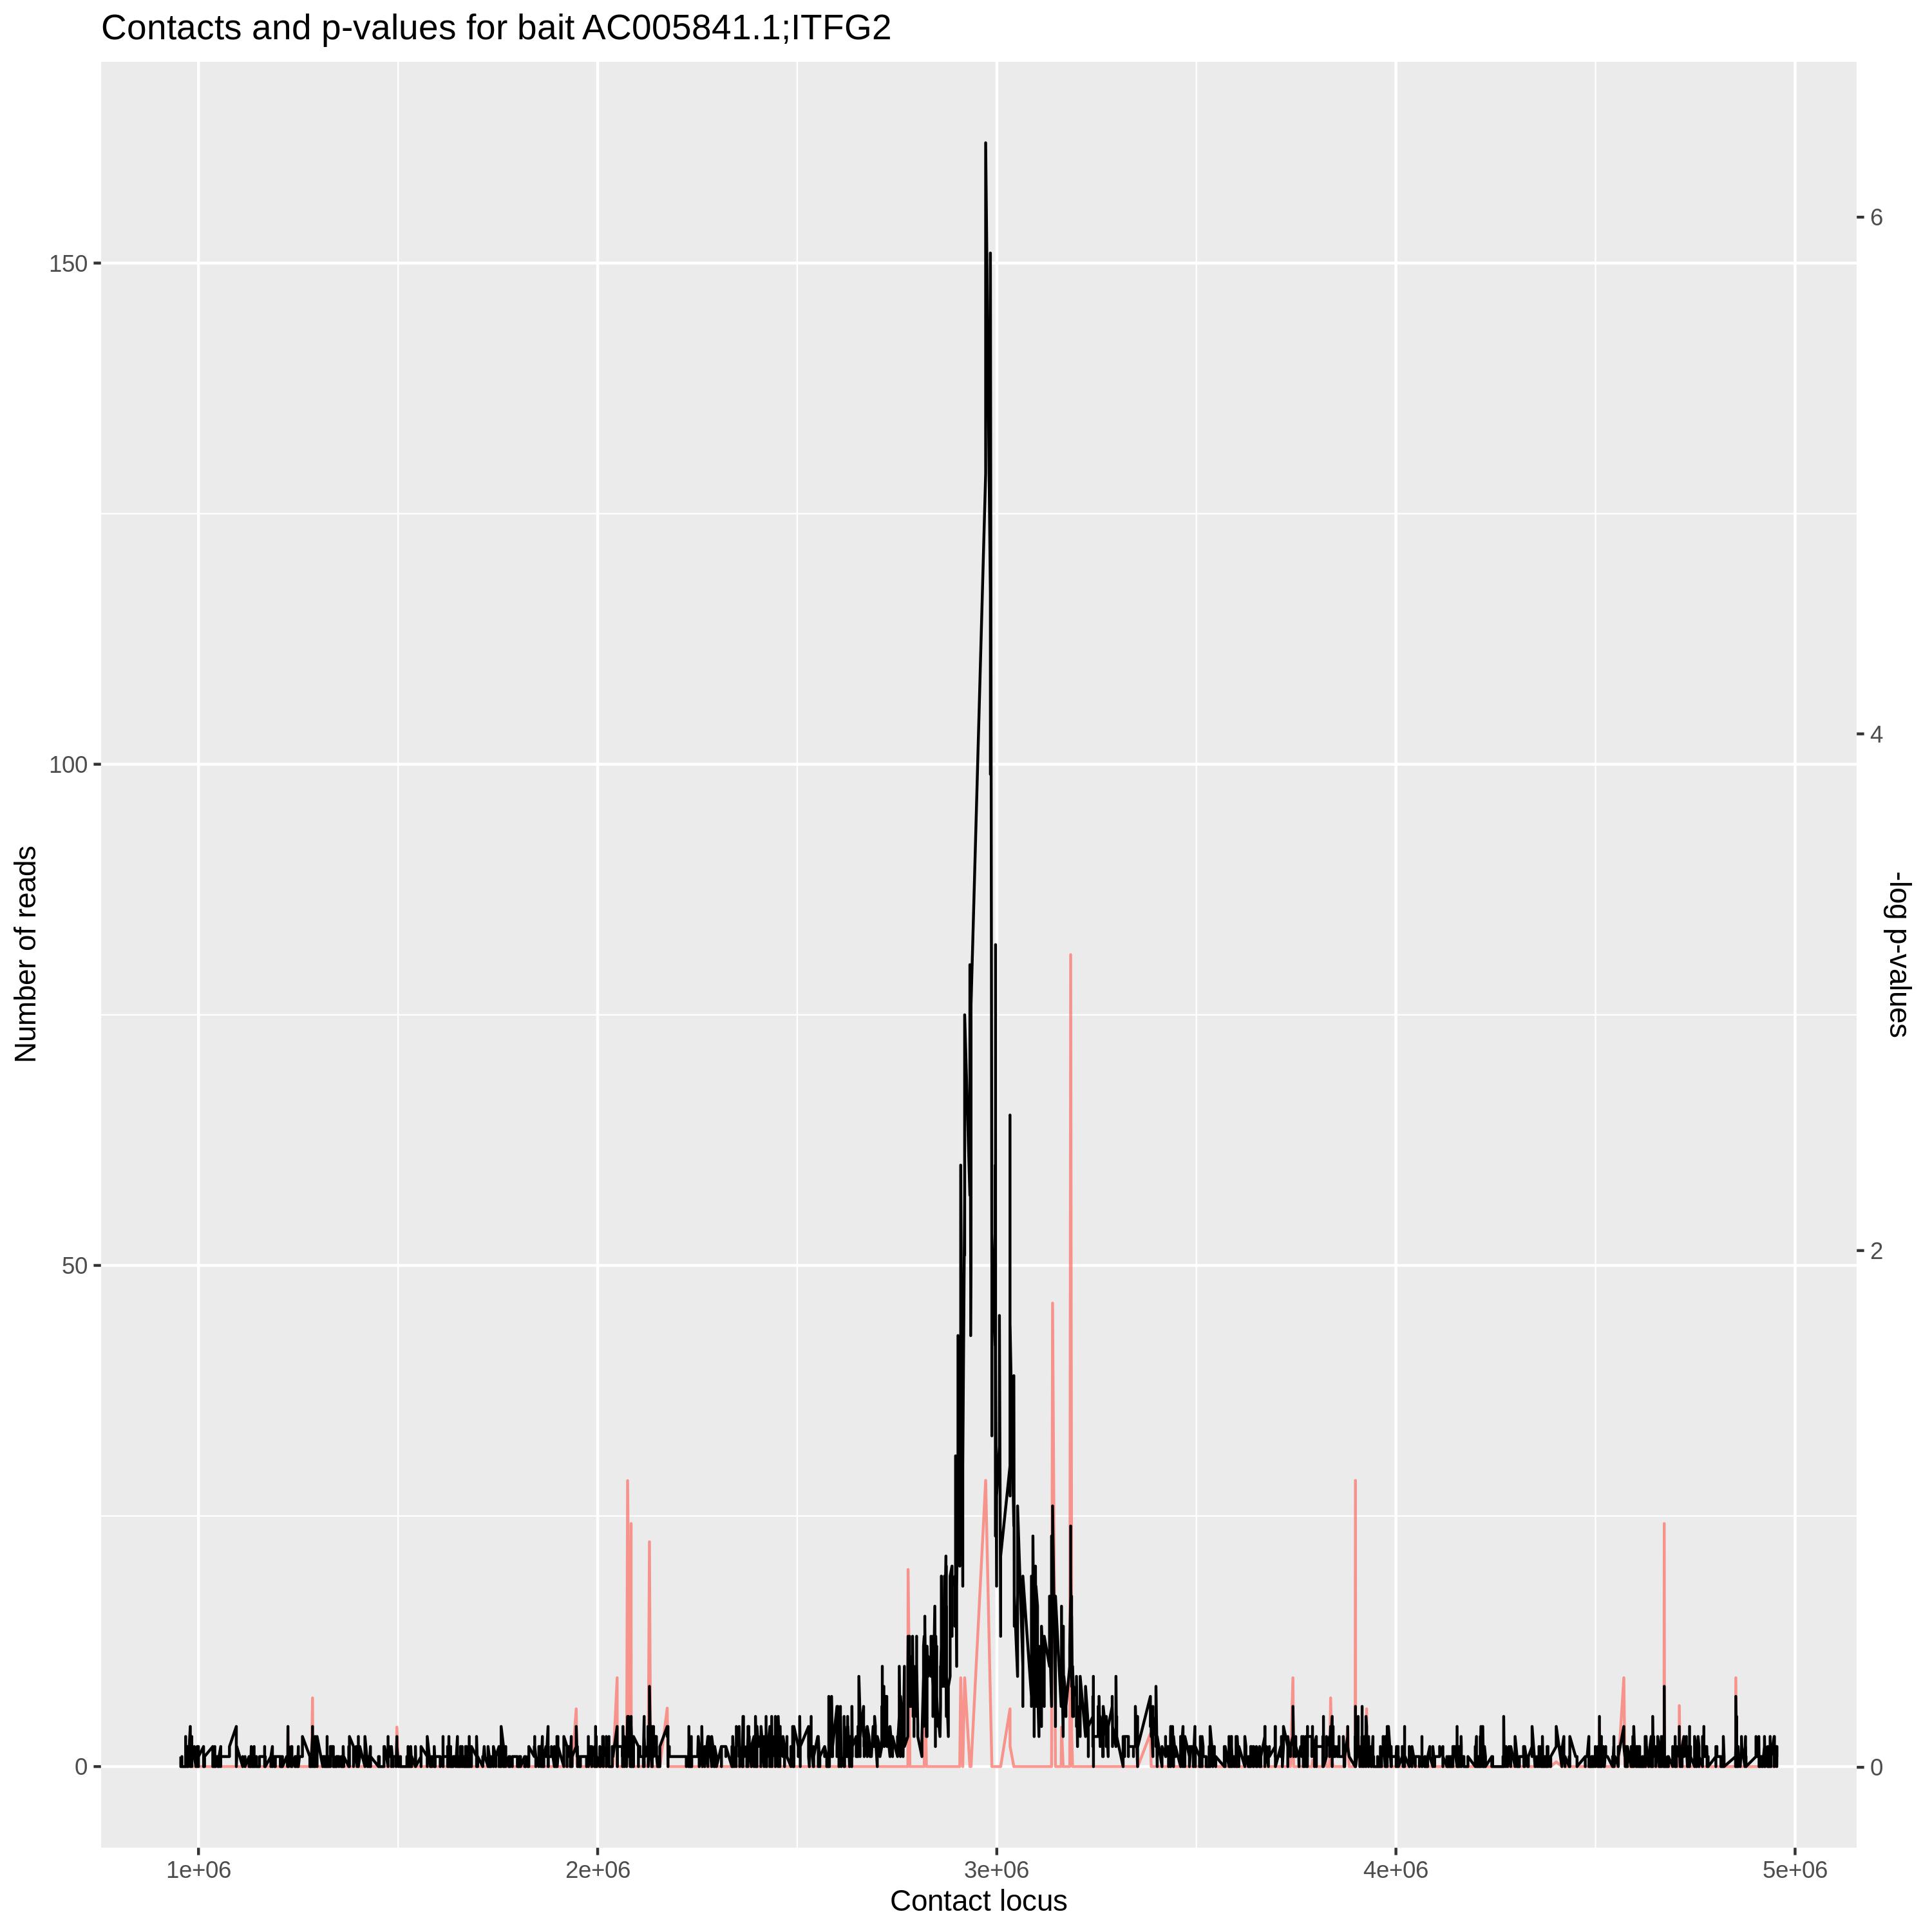 Contacts and p-values for bait AC005841.1;ITFG2
150
100
50
0
Number of reads
6
4
2
0
-log p-values
1e+06
2e+06
3e+06
4e+06
5e+06
Contact locus